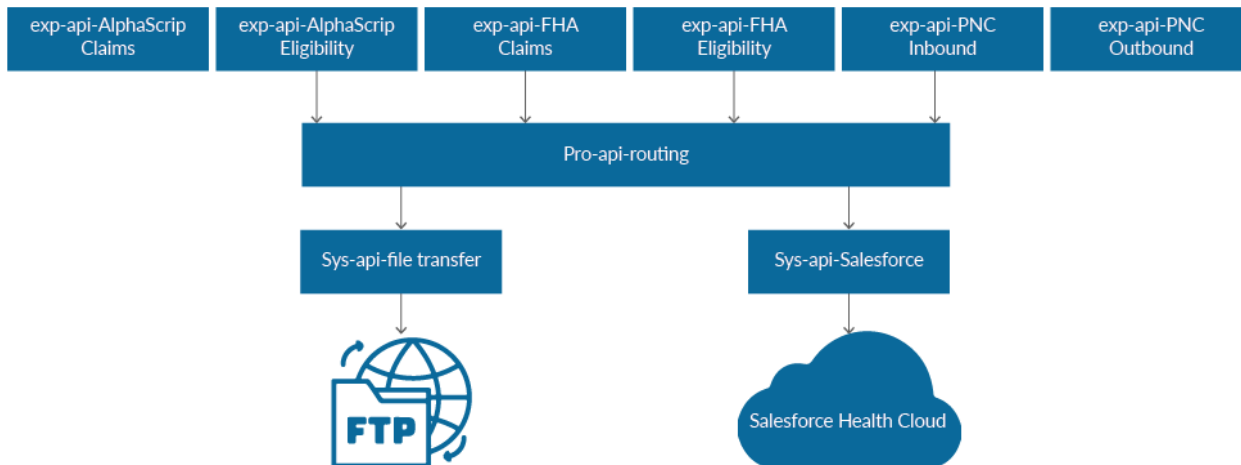 exp-api-AlphaScrip
Claims
exp-api-AlphaScrip
Eligibility
exp-api-FHA
Claims
exp-api-FHA
Eligibility
exp-api-PNC
Inbound
exp-api-PNC
Outbound
Pro-api-routing
Sys-api-file transfer
Sys-api-Salesforce
FTP
Salesforce Health Cloud